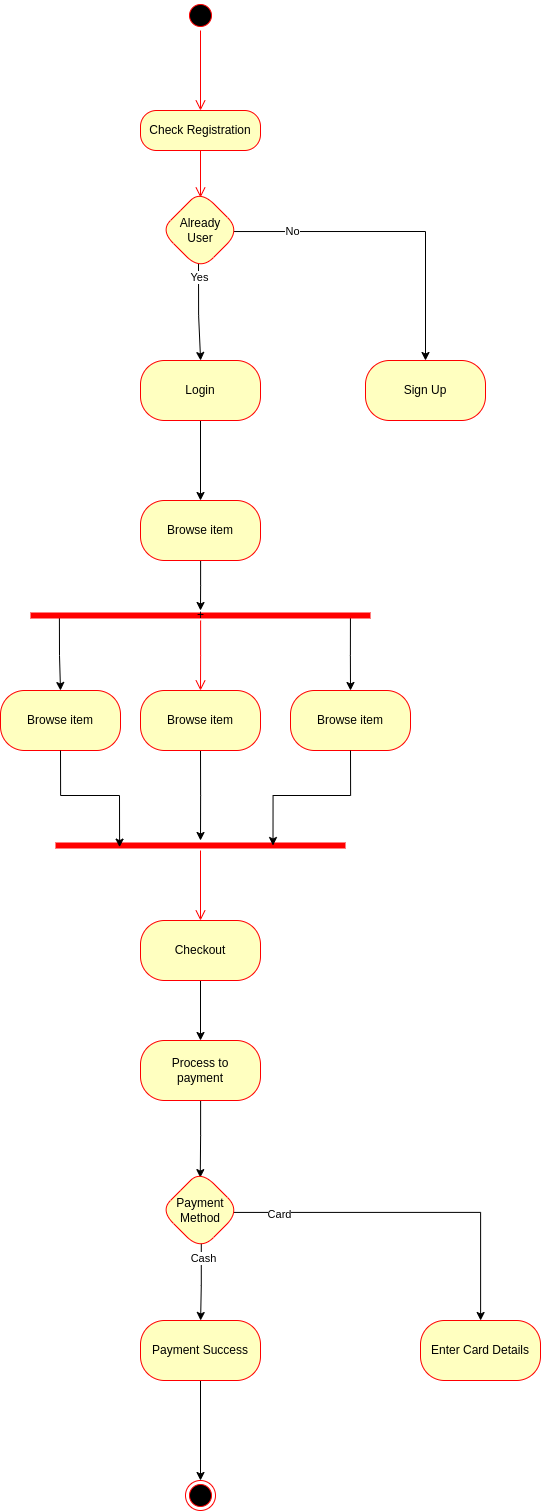 Check Registration
Already
User
No
Yes
Login
Sign Up
Browse item
+
Browse item
Browse item
Browse item
Checkout
Process to
payment
Payment
Method
Card
Cash
Payment Success
Enter Card Details